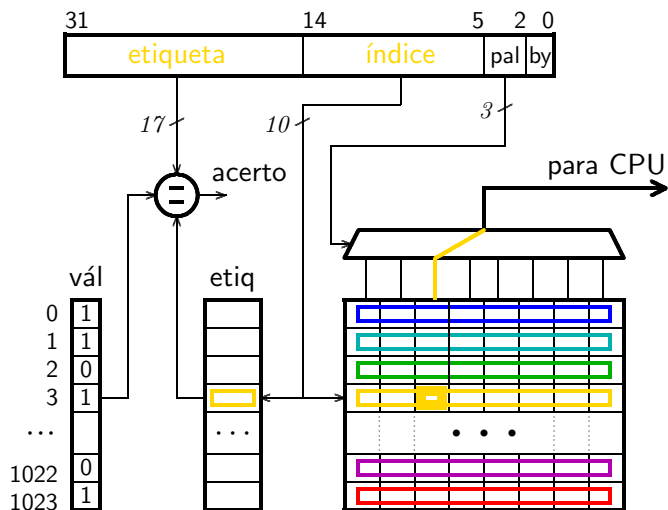 31 14 5 2 0
etiqueta índice pal by
17 10 3
= acerto
para CPU
vál etiq
0 1
1 1
2 0
3 1
... ... ...
1022 0
1023 1